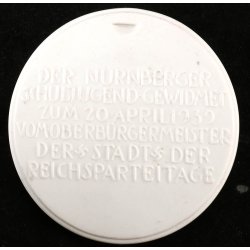 DER NÜRNBERGER
SCHULJUGEND GEWIDMET
ZUM 20 APRIL 1939
VOM OBERBÜRGERMEISTER
DER STADT DER
REICHSPARTEITAGE